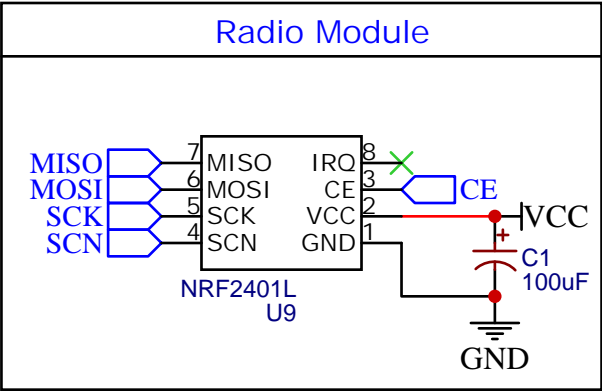 Radio Module
MISO 7 MISO IRQ 8
MOSI 6 MOSI CE 3 CE
SCK 5 SCK VCC 2 VCC
SCN 4 SCN GND 1
+
C1
100uF
NRF2401L
U9
GND